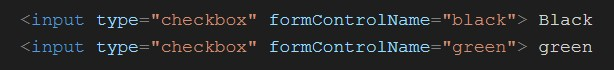 <input type="checkbox" formControlName="black"> Black
<input type="checkbox" formControlName="green"> green